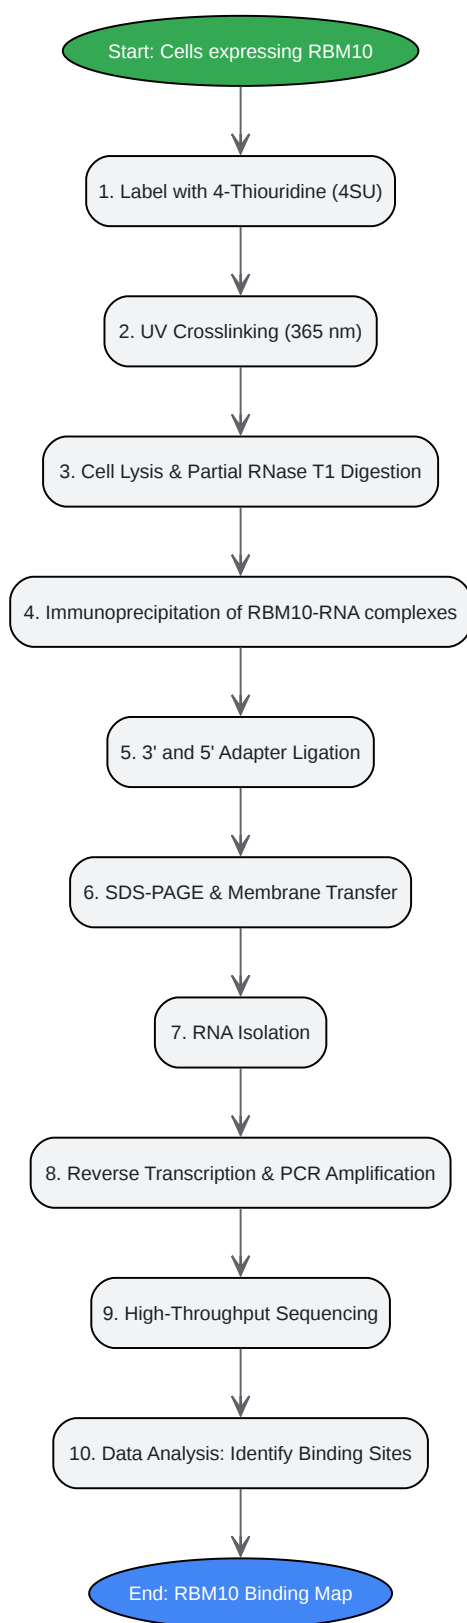 Start: Cells expressing RBM10
1. Label with 4-Thiouridine (4SU)
2. UV Crosslinking (365 nm)
3. Cell Lysis & Partial RNase T1 Digestion
4. Immunoprecipitation of RBM10-RNA complexes
5. 3' and 5' Adapter Ligation
6. SDS-PAGE & Membrane Transfer
7. RNA Isolation
8. Reverse Transcription & PCR Amplification
9. High-Throughput Sequencing
10. Data Analysis: Identify Binding Sites
End: RBM10 Binding Map